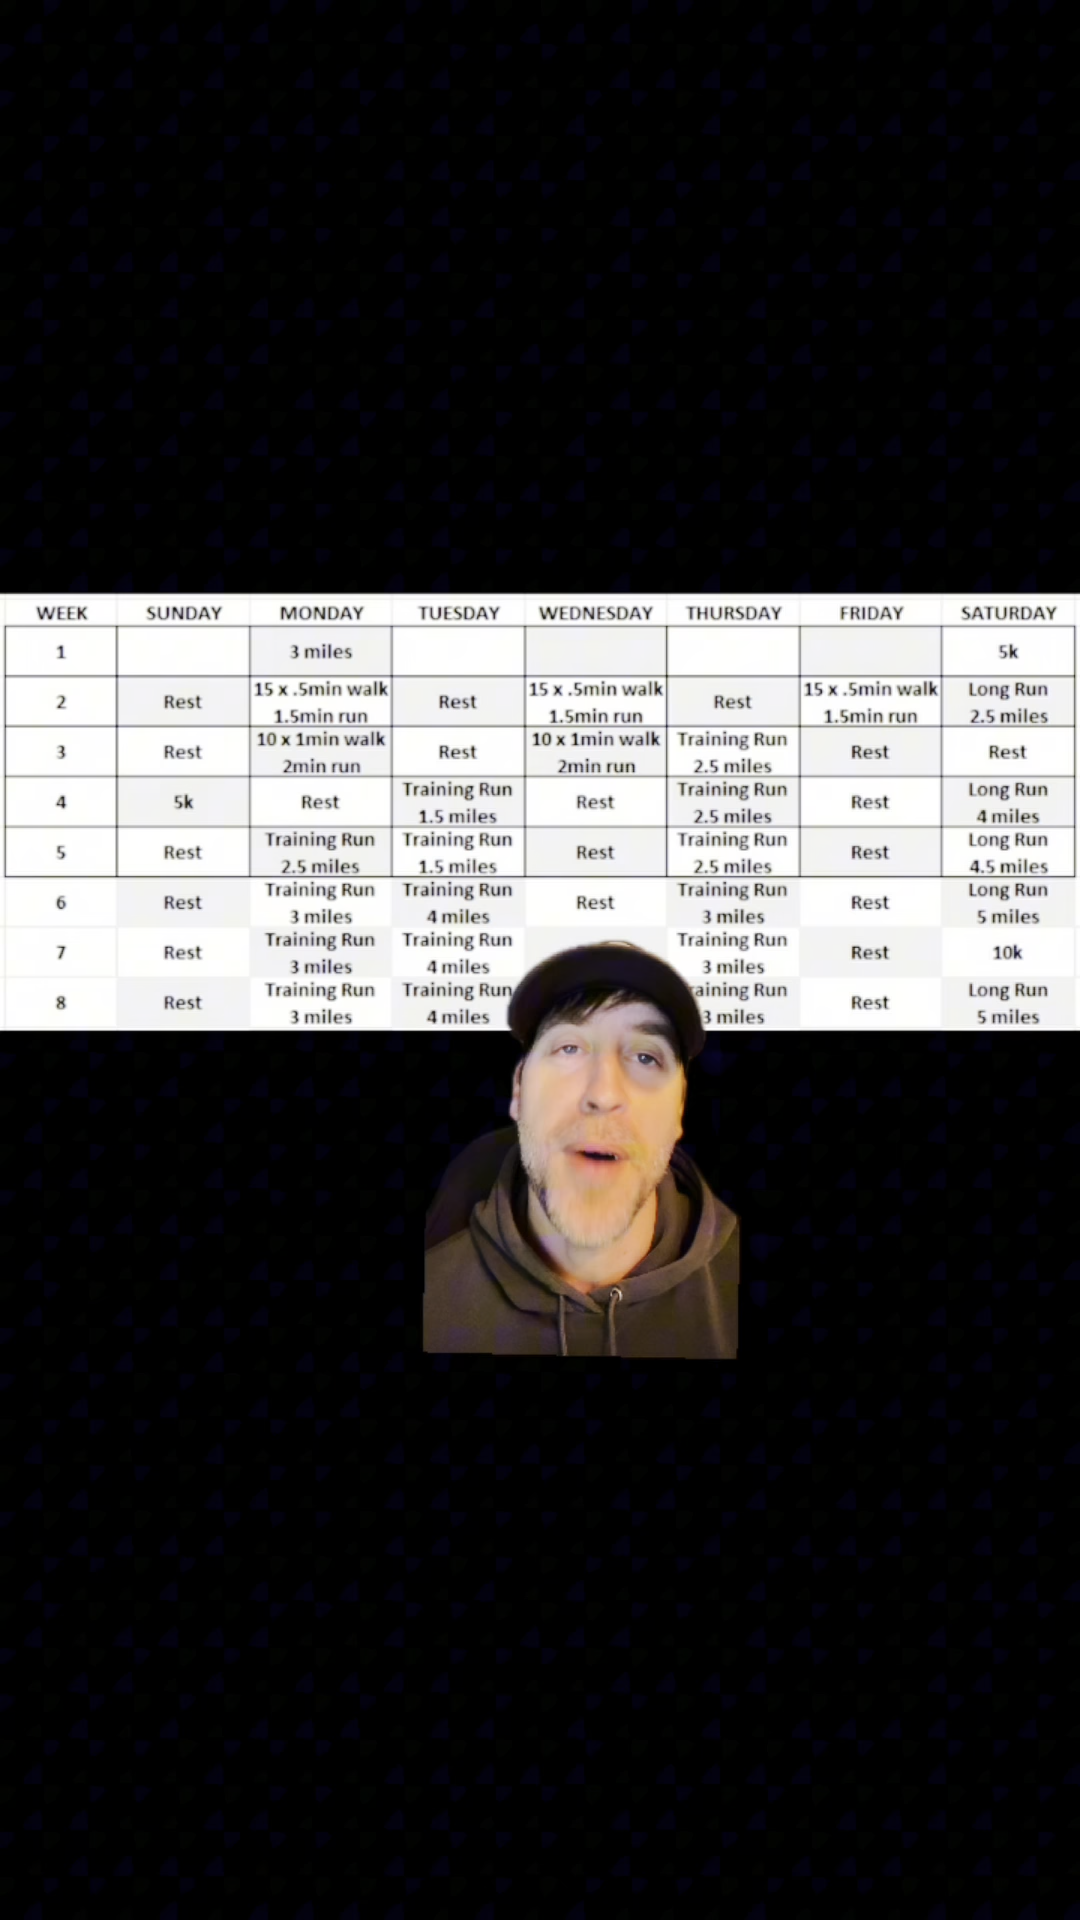 WEEK SUNDAY MONDAY TUESDAY WEDNESDAY THURSDAY FRIDAY SATURDAY
1 3 miles 5k
2 Rest 15 x .5min walk Rest 15 x .5min walk Rest 15 x .5min walk Long Run
1.5min run 1.5min run 1.5min run 2.5 miles
3 Rest 10 x 1min walk Rest 10 x 1min walk Training Run Rest Rest
2min run 2min run 2.5 miles
4 5k Rest Training Run Rest Training Run Rest Long Run
1.5 miles 2.5 miles 4 miles
5 Rest Training Run Training Run Rest Training Run Rest Long Run
2.5 miles 1.5 miles 2.5 miles 4.5 miles
6 Rest Training Run Training Run Rest Training Run Rest Long Run
3 miles 4 miles 3 miles 5 miles
7 Rest Training Run Training Run Training Run Rest 10k
3 miles 4 miles 3 miles
8 Rest Training Run Training Run Run Rest Long Run
3 miles 4 miles 3 miles 5 miles